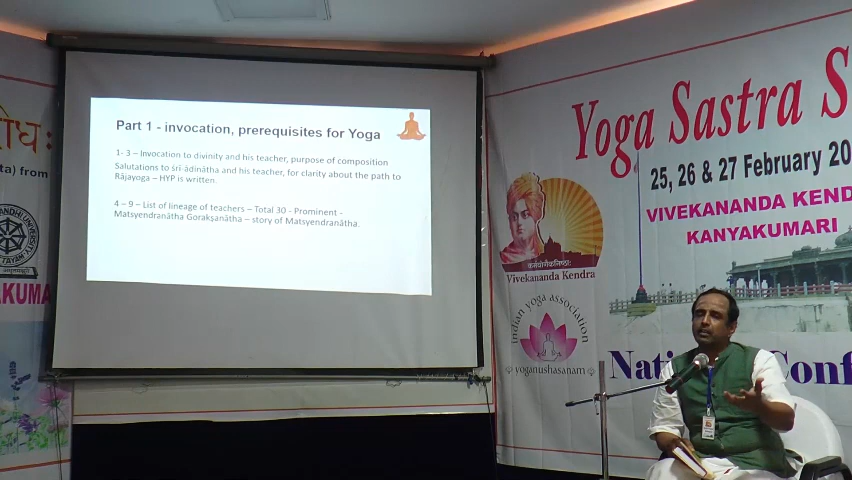 Part 1 - invocation, prerequisites for Yoga
1- 3 – Invocation to divinity and his teacher, purpose of composition
Salutations to śrī-ādinātha and his teacher, for clarity about the path to
Rājayoga – HYP is written.
4 – 9 – List of lineage of teachers – Total 30 - Prominent -
Matsyendranātha Gorakṣanātha – story of Matsyendranātha.
from
AKUMA
Yoga Sastra S
25, 26 & 27 February 20
VIVEKANANDA KEND
KANYAKUMARI
Vivekananda Kendra
indian yoga association
yoganushasanam
Nati
Conf